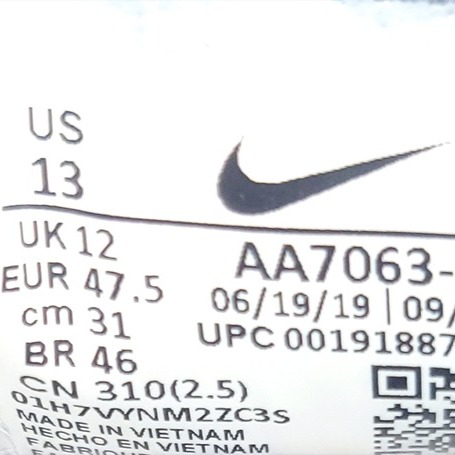 US
13
UK 12
EUR 47.5
cm 31
BR 46
CN 310(2.5)
01H7VYNM2ZC3S
MADE IN VIETNAM
HECHO EN VIETNAM
AA7063-
06/19/19 | 09/
UPC 00191887